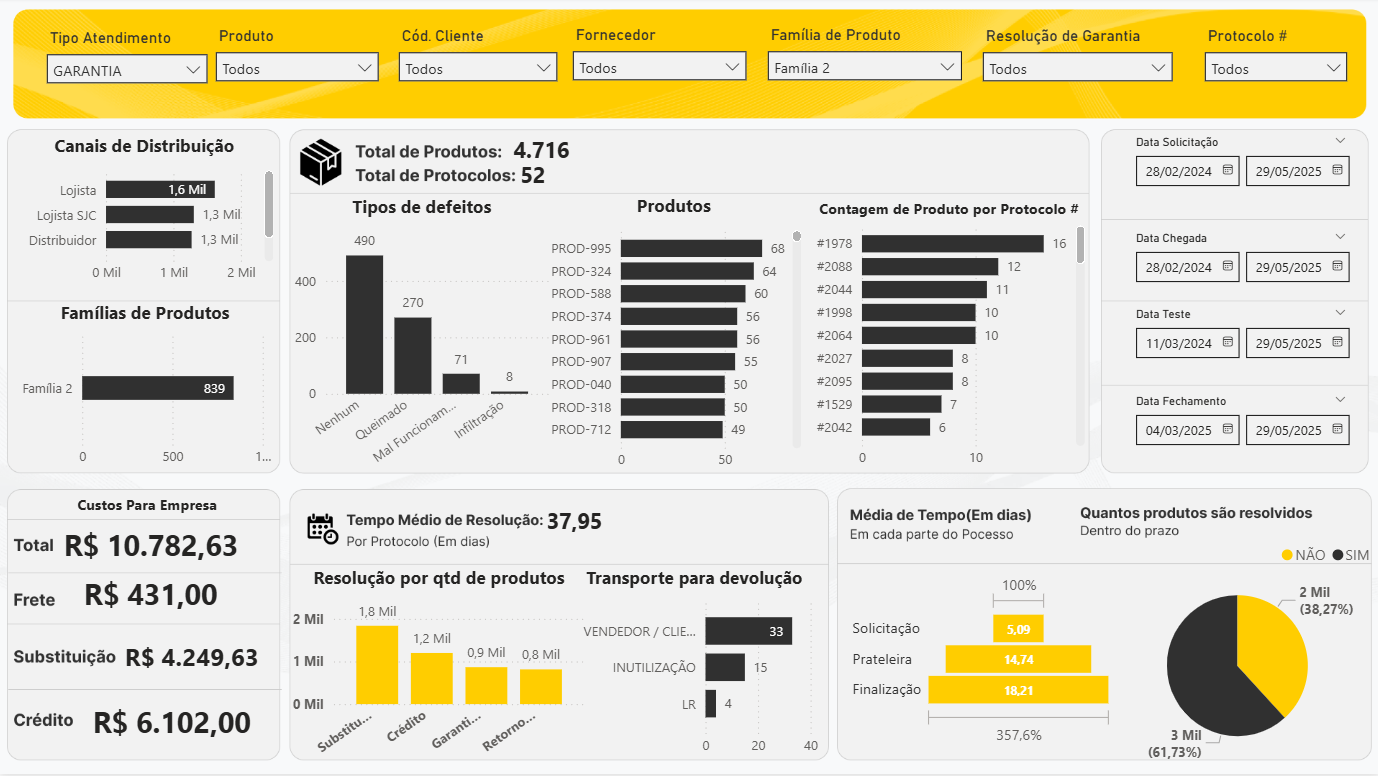 Tipo Atendimento
GARANTIA
Produto
Todos
Cód. Cliente
Todos
Fornecedor
Todos
Família de Produto
Família 2
Resolução de Garantia
Todos
Protocolo #
Todos
Canais de Distribuição
Lojista 1,6 Mil
Lojista SJC 1,3 Mil
Distribuidor 1,3 Mil
0 Mil 1 Mil 2 Mil
Famílias de Produtos
Família 2 839
0 500 1...
Total de Produtos: 4.716
Total de Protocolos: 52
Tipos de defeitos
490
270
71
8
400
200
0
Nenhum
Queimado
Mal Funcionam...
Infiltração
Produtos
PROD-995 68
PROD-324 64
PROD-588 60
PROD-374 56
PROD-961 56
PROD-907 55
PROD-040 50
PROD-318 50
PROD-712 49
0 50
Contagem de Produto por Protocolo #
#1978 16
#2088 12
#2044 11
#1998 10
#2064 10
#2027 8
#2095 8
#1529 7
#2042 6
0 10
Data Solicitação
28/02/2024 29/05/2025
Data Chegada
28/02/2024 29/05/2025
Data Teste
11/03/2024 29/05/2025
Data Fechamento
04/03/2025 29/05/2025
Custos Para Empresa
Total R$ 10.782,63
Frete R$ 431,00
Substituição R$ 4.249,63
Crédito R$ 6.102,00
Tempo Médio de Resolução: 37,95
Por Protocolo (Em dias)
Resolução por qtd de produtos
1,8 Mil
1,2 Mil
0,9 Mil
0,8 Mil
2 Mil
1 Mil
0 Mil
Substitu...
Crédito
Garanti...
Retorno...
Transporte para devolução
VENDEDOR / CLIE... 33
INUTILIZAÇÃO 15
LR 4
0 20 40
Média de Tempo(Em dias)
Em cada parte do Pocesso
100%
Solicitação 5,09
Prateleira 14,74
Finalização 18,21
357,6%
Quantos produtos são resolvidos
Dentro do prazo
NÃO SIM
2 Mil
(38,27%)
3 Mil
(61,73%)